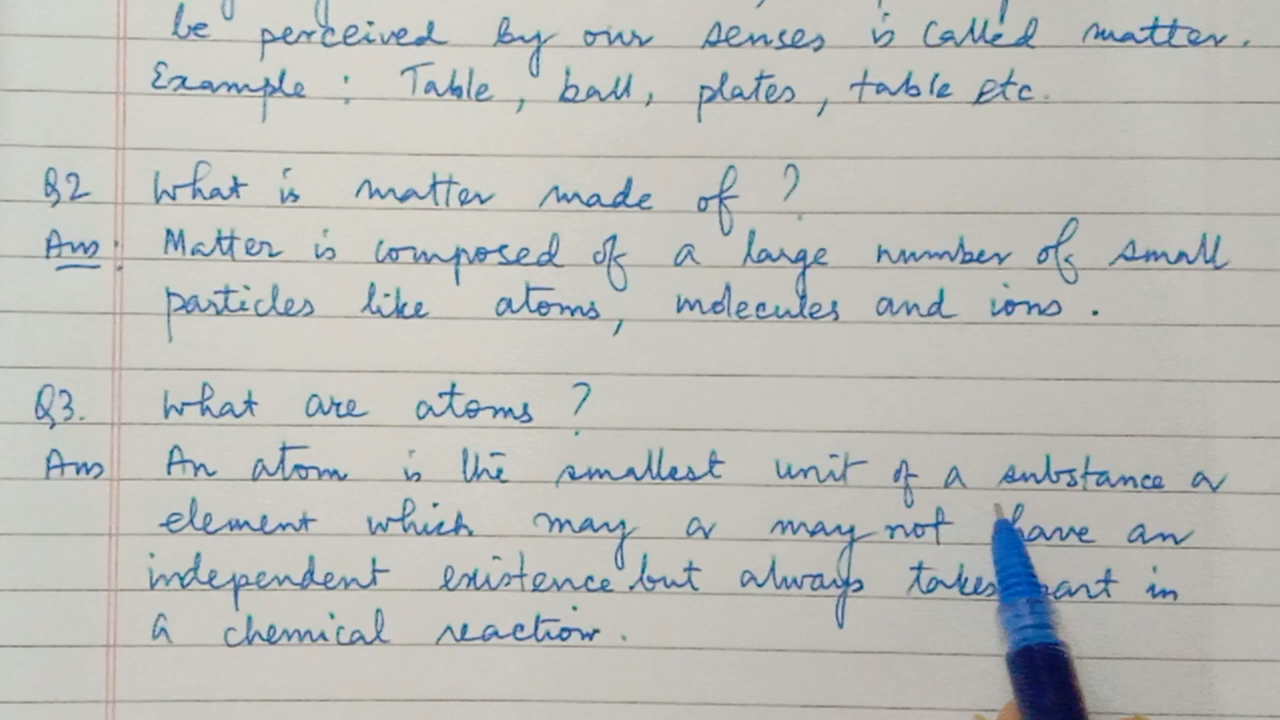 be perceived by our senses is called matter.
Example : Table, ball, plates, table etc.
Q2 What is matter made of ?
Ans: Matter is composed of a large number of small
particles like atoms, molecules and ions.
Q3. What are atoms ?
Ans An atom is the smallest unit of a substance or
element which may or may not have an
independent existence but always takes part in
a chemical reaction.